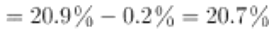 = 20.9% − 0.2% = 20.7%